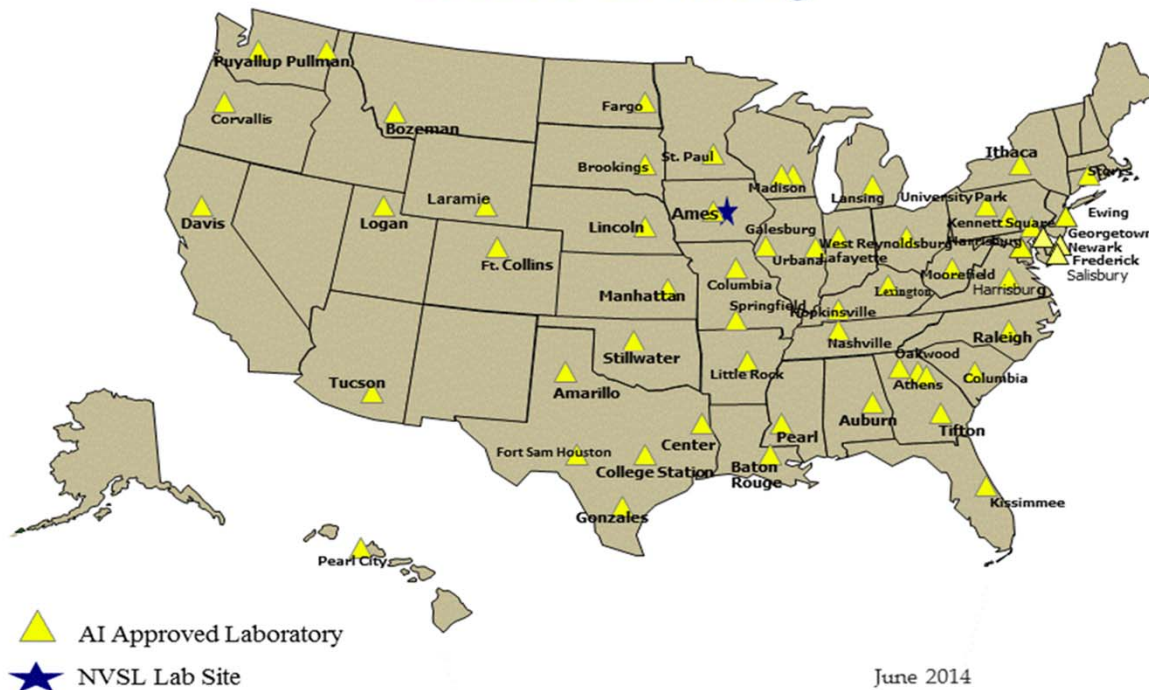 Puyallup Pullman
Corvallis
Bozeman
Fargo
St. Paul
Brookings
Madison
Lansing
Ithaca
Storrs
University Park
Ewing
Kennett Square
Georgetown
Newark
Frederick
Salisbury
Harrisburg
Davis
Logan
Laramie
Lincoln
Ames
Galesburg
Urbana
West Lafayette
Reynoldsburg
Ft. Collins
Manhattan
Columbia
Springfield
Hopkinsville
Lexington
Moorefield
Harrisburg
Nashville
Raleigh
Stillwater
Little Rock
Oakwood
Athens
Columbia
Tucson
Amarillo
Auburn
Tifton
Center
Pearl
Fort Sam Houston
College Station
Baton
Rouge
Gonzales
Kissimmee
Pearl City
AI Approved Laboratory
NVSL Lab Site
June 2014